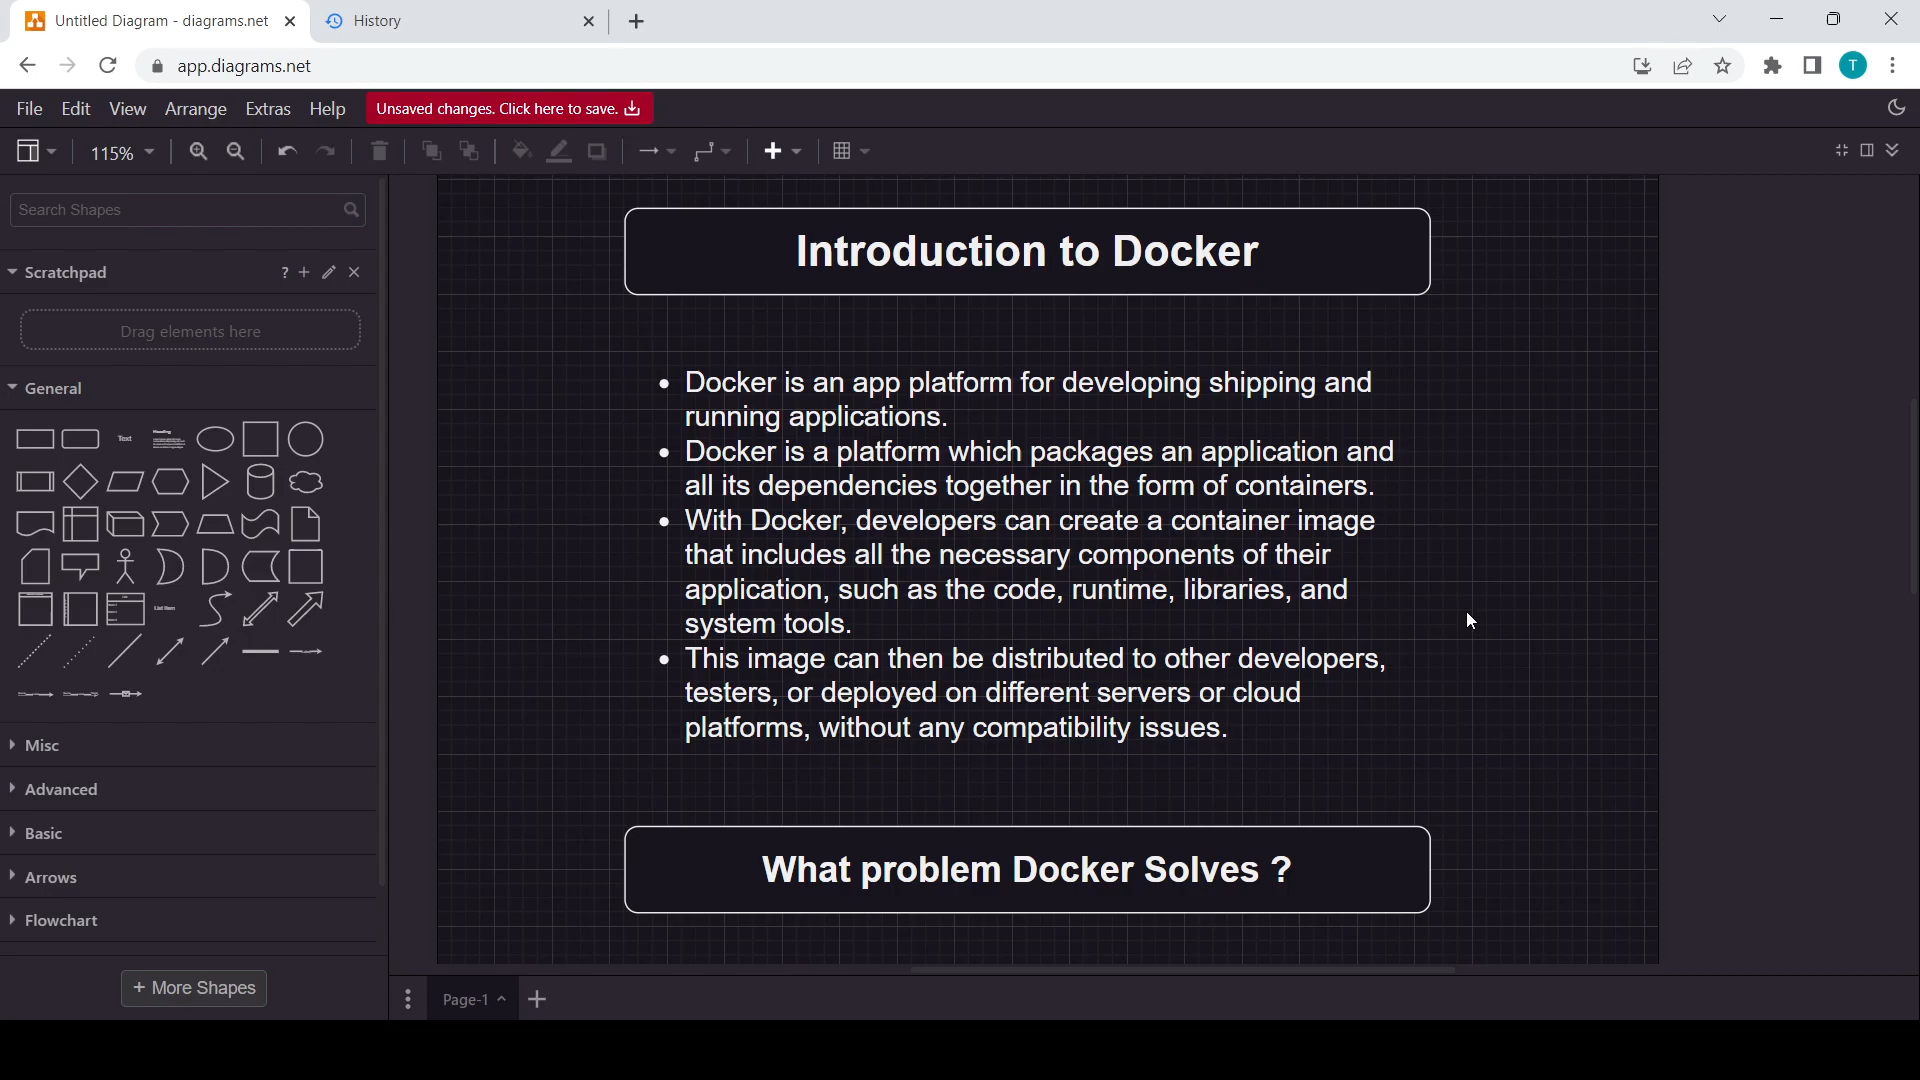 Untitled Diagram - diagrams.net
History
app.diagrams.net
T
File Edit View Arrange Extras Help Unsaved changes. Click here to save.
115%
Search Shapes
Scratchpad ? +
Drag elements here
General
Text Heading
List Item
Misc
Advanced
Basic
Arrows
Flowchart
+ More Shapes
Introduction to Docker
• Docker is an app platform for developing shipping and
running applications.
• Docker is a platform which packages an application and
all its dependencies together in the form of containers.
• With Docker, developers can create a container image
that includes all the necessary components of their
application, such as the code, runtime, libraries, and
system tools.
• This image can then be distributed to other developers,
testers, or deployed on different servers or cloud
platforms, without any compatibility issues.
What problem Docker Solves ?
Page-1